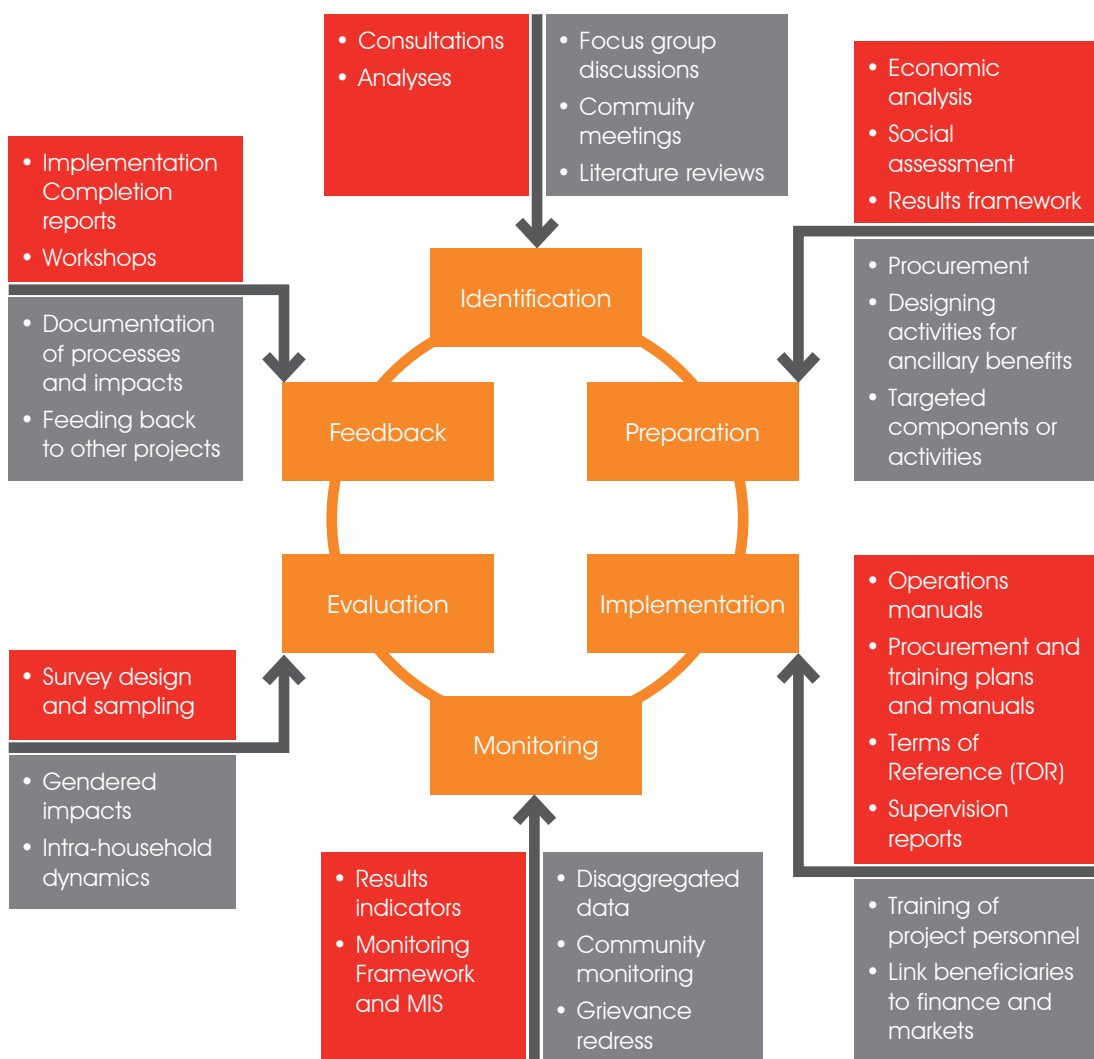 • Consultations
• Analyses
• Focus group
discussions
• Commuity
meetings
• Literature reviews
• Economic
analysis
• Social
assessment
• Results framework
• Procurement
• Designing
activities for
ancillary benefits
• Targeted
components or
activities
• Implementation
Completion
reports
• Workshops
• Documentation
of processes
and impacts
• Feeding back
to other projects
Identification
Feedback
Preparation
Evaluation
Implementation
Monitoring
• Operations
manuals
• Procurement and
training plans
and manuals
• Terms of
Reference (TOR)
• Supervision
reports
• Training of
project personnel
• Link beneficiaries
to finance and
markets
• Survey design
and sampling
• Gendered
impacts
• Intra-household
dynamics
• Results
indicators
• Monitoring
Framework
and MIS
• Disaggregated
data
• Community
monitoring
• Grievance
redress